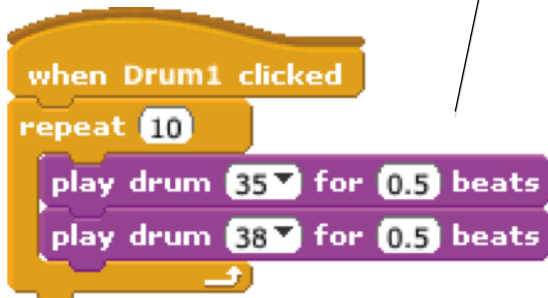 when Drum1 clicked
repeat 10
play drum 35 for 0.5 beats
play drum 38 for 0.5 beats